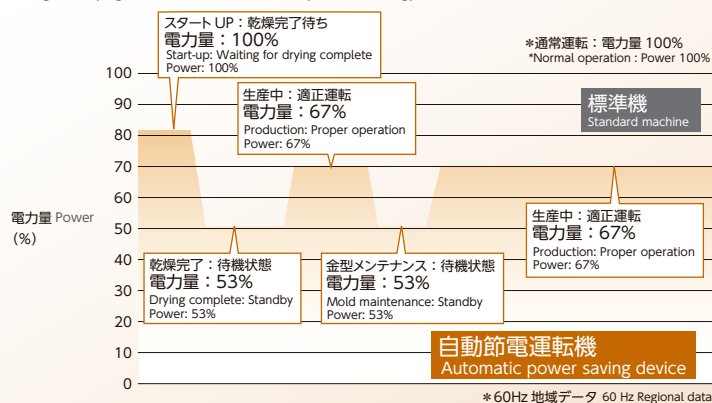 スタート UP：乾燥完了待ち
電力量：100%
Start-up: Waiting for drying complete
Power: 100%
＊通常運転：電力量 100%
*Normal operation : Power 100%
標準機
Standard machine
生産中：適正運転
電力量：67%
Production: Proper operation
Power: 67%
電力量 Power
（%）
100
90
80
70
60
50
40
30
20
10
0
乾燥完了：待機状態
電力量：53%
Drying complete: Standby
Power: 53%
金型メンテナンス：待機状態
電力量：53%
Mold maintenance: Standby
Power: 53%
生産中：適正運転
電力量：67%
Production: Proper operation
Power: 67%
自動節電運転機
Automatic power saving device
＊60Hz 地域データ 60 Hz Regional data